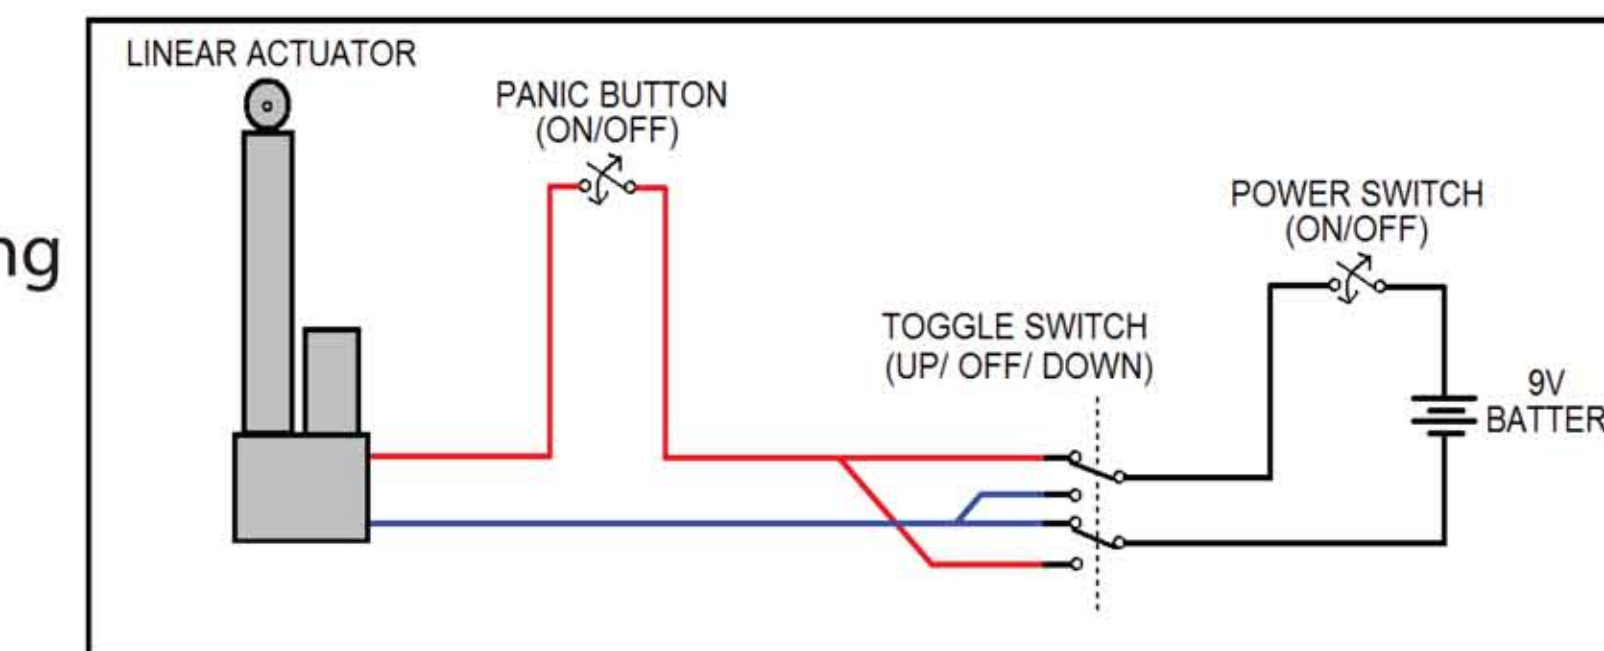 LINEAR ACTUATOR
PANIC BUTTON
(ON/OFF)
ng
POWER SWITCH
(ON/OFF)
TOGGLE SWITCH
(UP/ OFF/ DOWN)
9V
BATTER